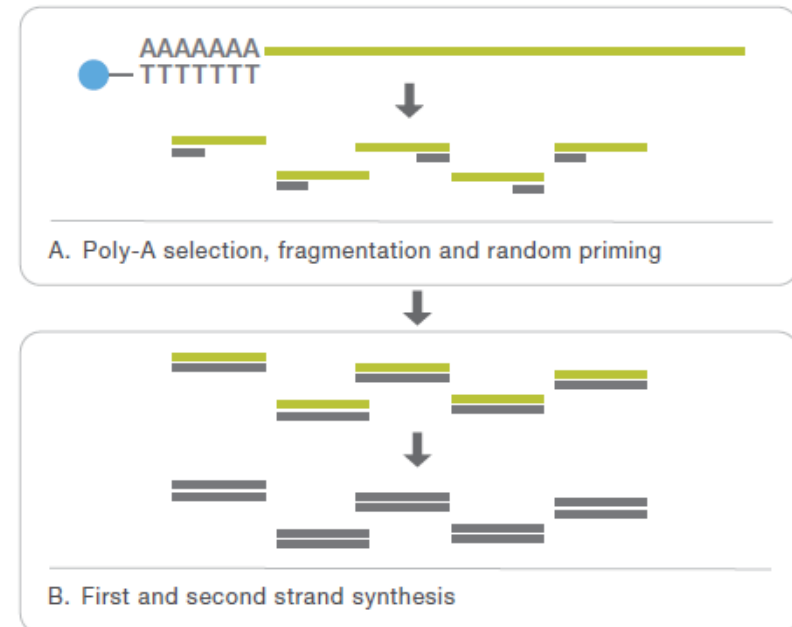 AAAAAAA
TTTTTTT
A. Poly-A selection, fragmentation and random priming
B. First and second strand synthesis